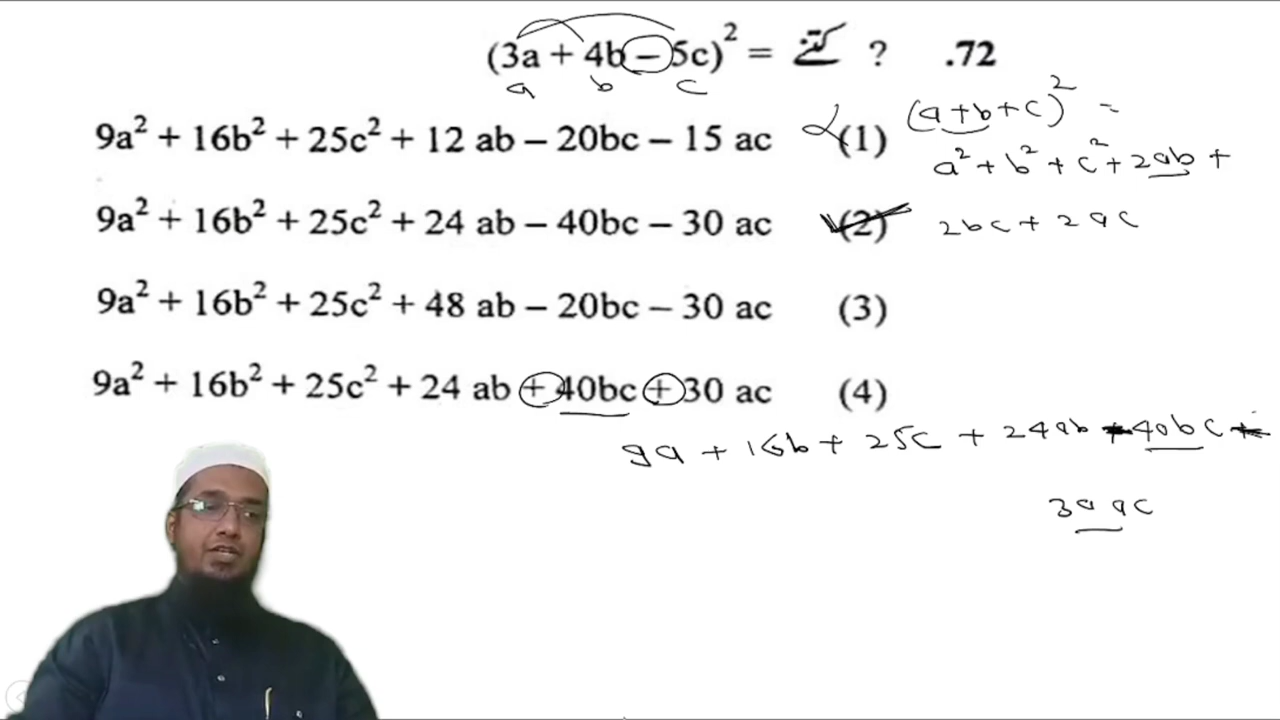 (3a + 4b − 5c)² = ? .72
a b c
9a² + 16b² + 25c² + 12 ab − 20bc − 15 ac (1)
9a² + 16b² + 25c² + 24 ab − 40bc − 30 ac (2)
9a² + 16b² + 25c² + 48 ab − 20bc − 30 ac (3)
9a² + 16b² + 25c² + 24 ab + 40bc + 30 ac (4)
(a+b+c)² =
a² + b² + c² + 2ab +
2bc + 2ac
9a + 16b + 25c + 24ab - 40bc -
30 ac